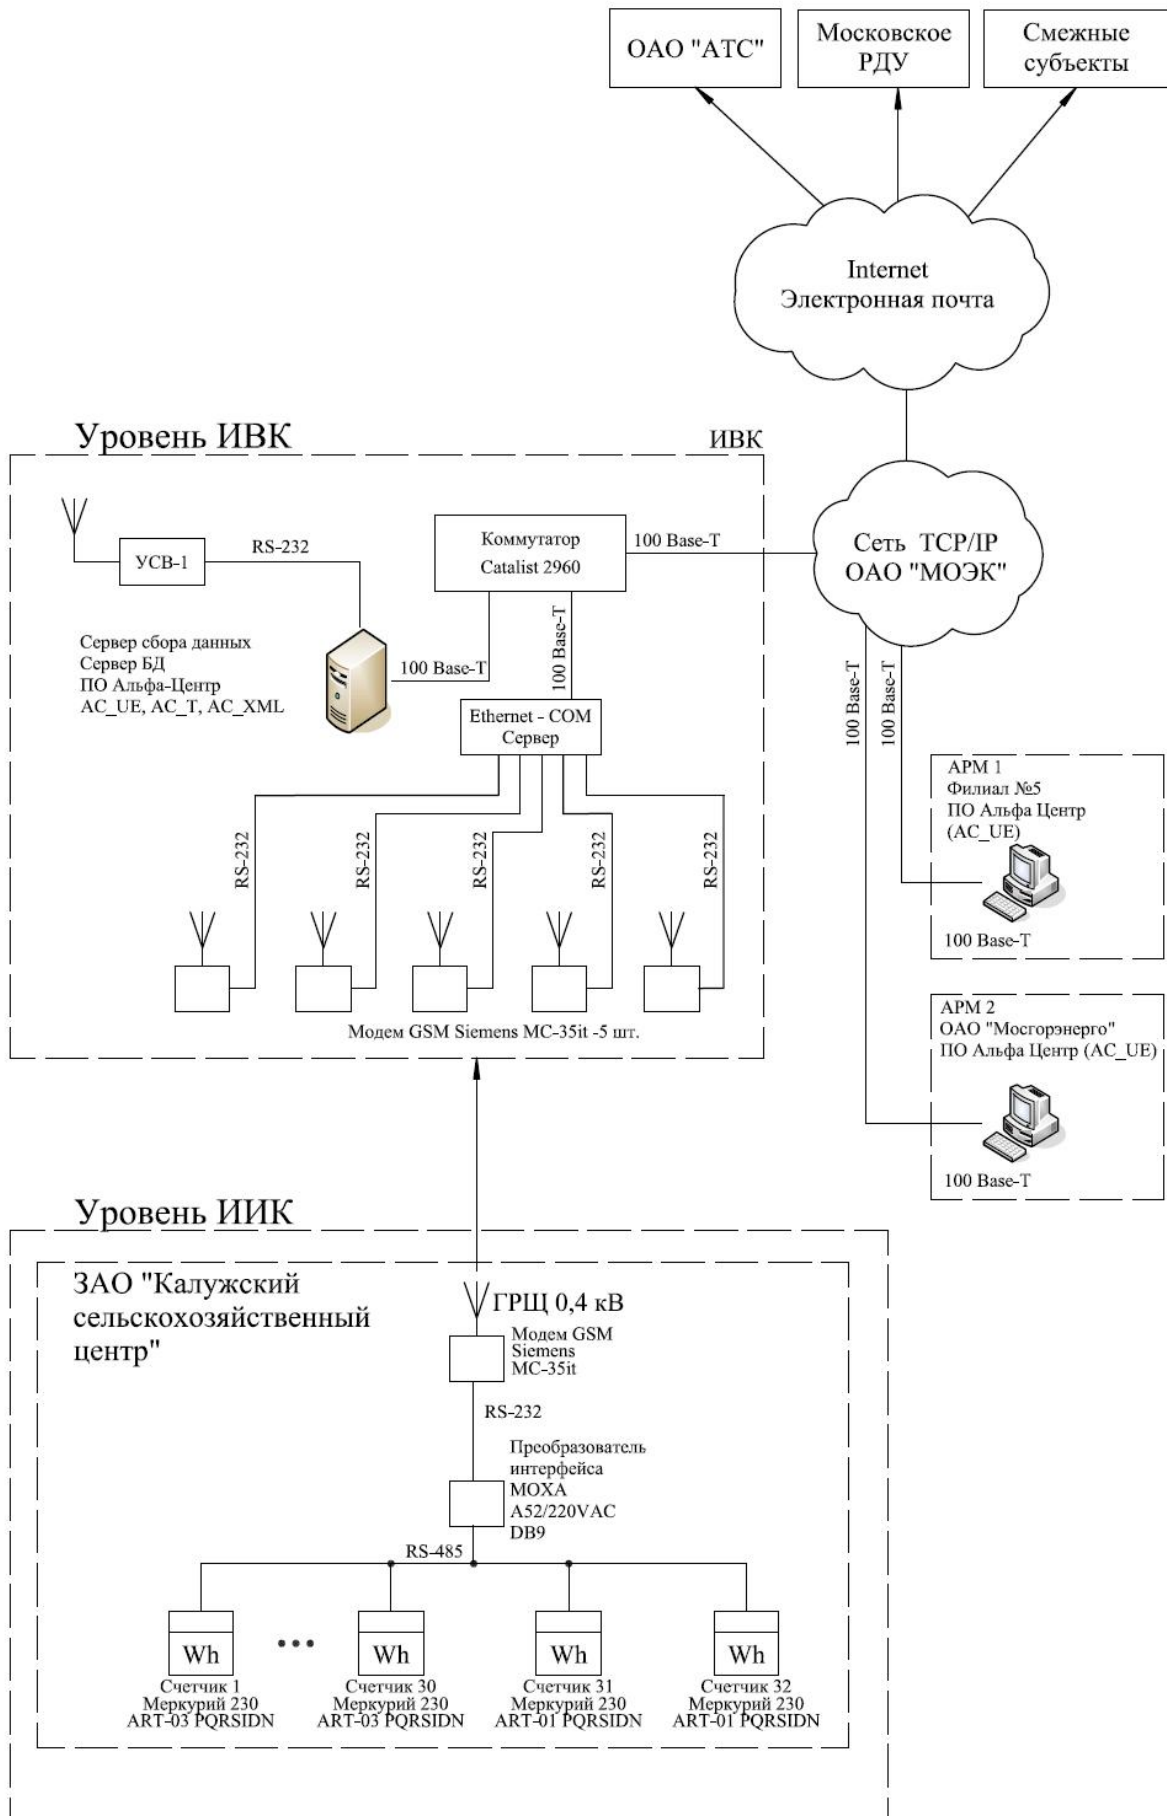 ОАО "АТС"
Московское
РДУ
Смежные
субъекты
Internet
Электронная почта
Уровень ИВК
ИВК
УСВ-1
RS-232
Коммутатор
Catalist 2960
100 Base-T
Сеть TCP/IP
ОАО "МОЭК"
Сервер сбора данных
Сервер БД
ПО Альфа-Центр
AC_UE, AC_T, AC_XML
100 Base-T
100 Base-T
Ethernet - COM
Сервер
100 Base-T
100 Base-T
RS-232
RS-232
RS-232
RS-232
RS-232
Модем GSM Siemens MC-35it -5 шт.
АРМ 1
Филиал №5
ПО Альфа Центр
(AC_UE)
100 Base-T
АРМ 2
ОАО "Мосгорэнерго"
ПО Альфа Центр (AC_UE)
100 Base-T
Уровень ИИК
ЗАО "Калужский
сельскохозяйственный
центр"
ГРЩ 0,4 кВ
Модем GSM
Siemens
MC-35it
RS-232
Преобразователь
интерфейса
MOXA
A52/220VAC
DB9
RS-485
Wh
Счетчик 1
Меркурий 230
ART-03 PQRSIDN
Wh
Счетчик 30
Меркурий 230
ART-03 PQRSIDN
Wh
Счетчик 31
Меркурий 230
ART-01 PQRSIDN
Wh
Счетчик 32
Меркурий 230
ART-01 PQRSIDN